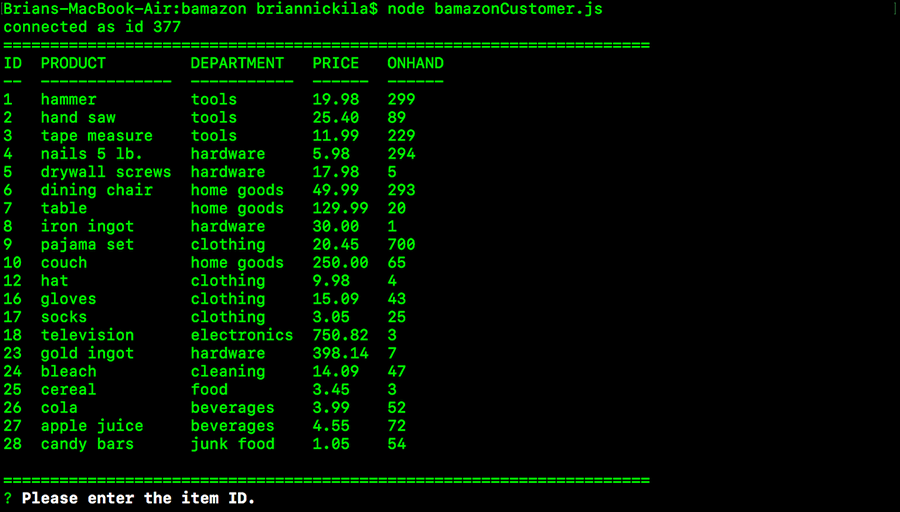 Brians-MacBook-Air:bamazon briannickila$ node bamazonCustomer.js
connected as id 377
=====================================================================
ID  PRODUCT         DEPARTMENT   PRICE   ONHAND
--  --------------  -----------  ------  ------
1   hammer          tools        19.98   299
2   hand saw        tools        25.40   89
3   tape measure    tools        11.99   229
4   nails 5 lb.     hardware     5.98    294
5   drywall screws  hardware     17.98   5
6   dining chair    home goods   49.99   293
7   table           home goods   129.99  20
8   iron ingot      hardware     30.00   1
9   pajama set      clothing     20.45   700
10  couch           home goods   250.00  65
12  hat             clothing     9.98    4
16  gloves          clothing     15.09   43
17  socks           clothing     3.05    25
18  television      electronics  750.82  3
23  gold ingot      hardware     398.14  7
24  bleach          cleaning     14.09   47
25  cereal          food         3.45    3
26  cola            beverages    3.99    52
27  apple juice     beverages    4.55    72
28  candy bars      junk food    1.05    54
=====================================================================
? Please enter the item ID.